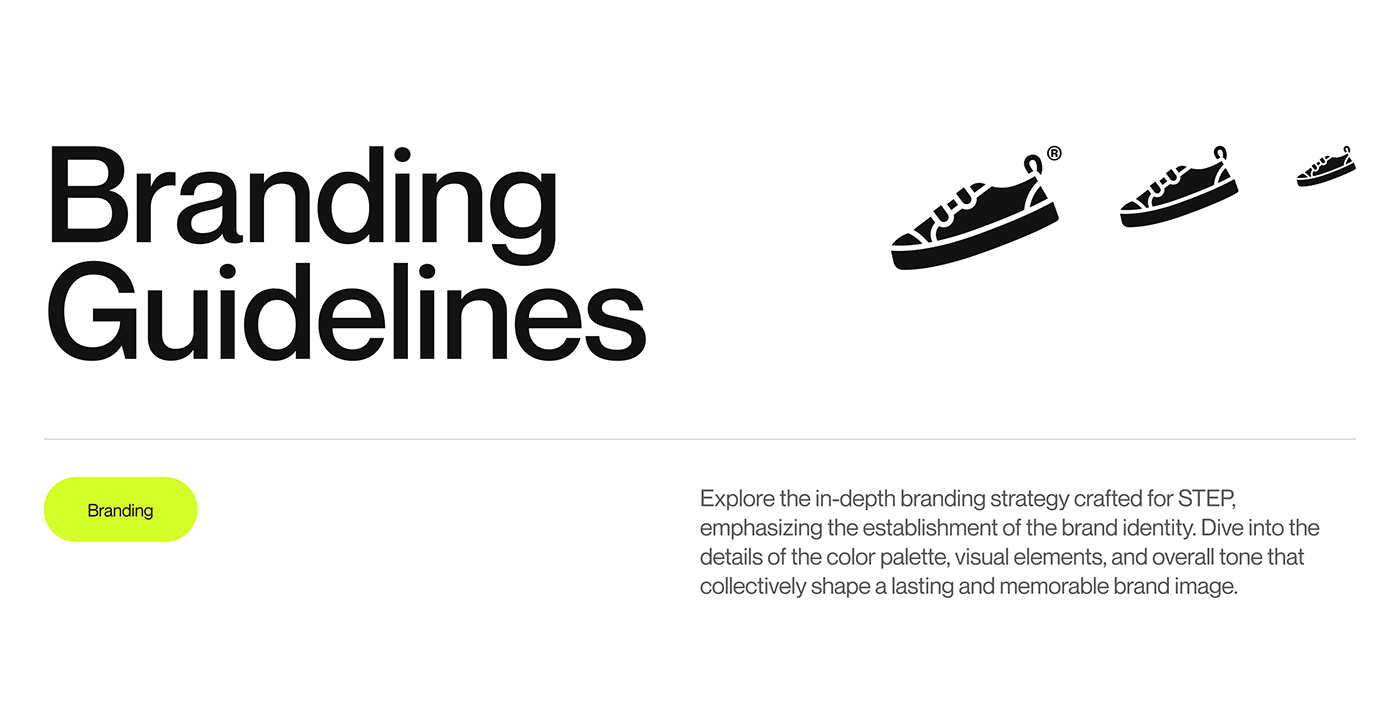 Branding
Guidelines
®
Branding
Explore the in-depth branding strategy crafted for STEP,
emphasizing the establishment of the brand identity. Dive into the
details of the color palette, visual elements, and overall tone that
collectively shape a lasting and memorable brand image.